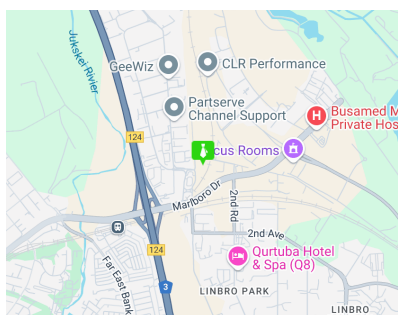 Jukskei Rivier
GeeWiz
CLR Performance
Partserve
Channel Support
Busamed M
Private Hos
H
124
cus Rooms
Marlboro Dr
2nd Rd
2nd Ave
124
Far East Bank
Qurtuba Hotel
& Spa (Q8)
3
LINBRO PARK
LINBRO